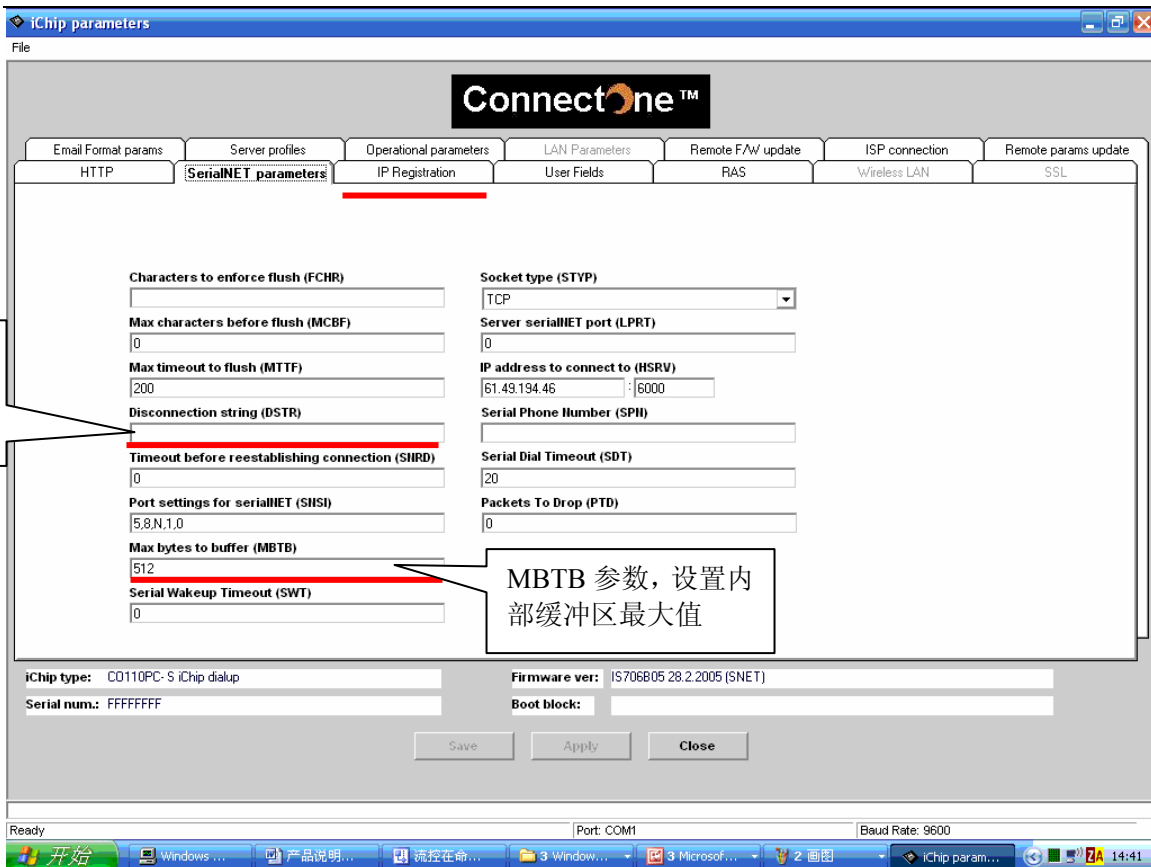 iChip parameters
File
ConnectOne™
Email Format params Server profiles Operational parameters LAN Parameters Remote F/W update ISP connection Remote params update
HTTP SerialNET parameters IP Registration User Fields RAS Wireless LAN SSL
Characters to enforce flush (FCHR) Socket type (STYP)
TCP
Max characters before flush (MCBF) Server serialNET port (LPRT)
0 0
Max timeout to flush (MTTF) IP address to connect to (HSRV)
200 61.49.194.46 : 6000
Disconnection string (DSTR) Serial Phone Number (SPN)
Timeout before reestablishing connection (SNRD) Serial Dial Timeout (SDT)
0 20
Port settings for serialNET (SNSI) Packets To Drop (PTD)
5,8,N,1,0 0
Max bytes to buffer (MBTB)
512
MBTB 参数，设置内
部缓冲区最大值
Serial Wakeup Timeout (SWT)
0
iChip type: CO110PC- S iChip dialup Firmware ver: IS706B05 28.2.2005 (SNET)
Serial num.: FFFFFFFF Boot block:
Save Apply Close
Ready Port: COM1 Baud Rate: 9600
开始 Windows ... 产品说明... 流控在命... 3 Window... 3 Microsof... 2 画图 iChip param... ZA 14:41